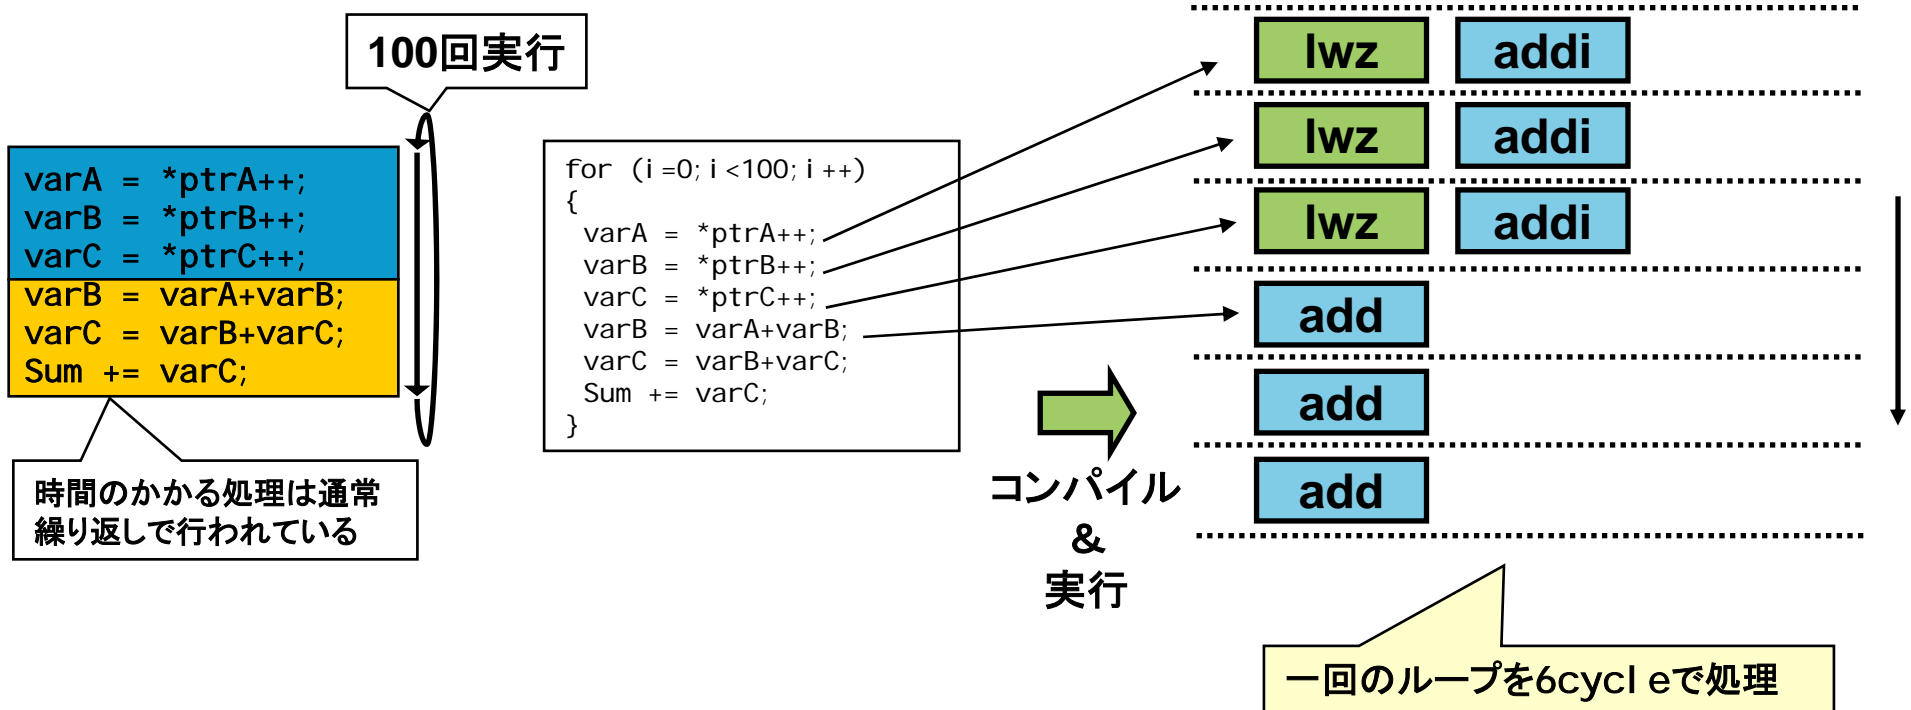 100回実行
varA = *ptrA++;
varB = *ptrB++;
varC = *ptrC++;
varB = varA+varB;
varC = varB+varC;
Sum += varC;
時間のかかる処理は通常
繰り返しで行われている
for (i=0;i<100;i++)
{
varA = *ptrA++;
varB = *ptrB++;
varC = *ptrC++;
varB = varA+varB;
varC = varB+varC;
Sum += varC;
}
コンパイル
&
実行
lwz addi
lwz addi
lwz addi
add
add
add
一回のループを6cycleで処理